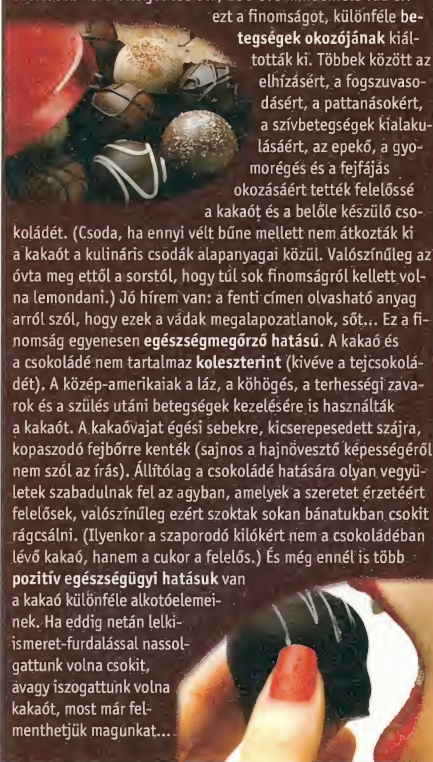 ezt a finomságot, különféle be-
tegségek okozójának kiál-
tották ki. Többek között az
elhízásért, a fogszuvaso-
dásért, a pattanásokért,
a szívbetegségek kialaku-
lásáért, az epekő, a gyo-
morégés és a fejfájás
okozásáért tették felelőssé
a kakaót és a belőle készülő cso-
koládét. (Csoda, ha ennyi vélt bűne mellett nem átkozták ki
a kakaót a kulináris csodák alapanyagai közül. Valószínűleg az
óvta meg ettől a sorstól, hogy túl sok finomságról kellett vol-
na lemondani.) Jó hírem van: a fenti címen olvasható anyag
arról szól, hogy ezek a vádak megalapozatlanok, sőt... Ez a fi-
nomság egyenesen egészségmegőrző hatású. A kakaó és
a csokoládé nem tartalmaz koleszterint (kivéve a tejcsokolá-
dét). A közép-amerikaiak a láz, a köhögés, a terhességi zava-
rok és a szülés utáni betegségek kezelésére is használták
a kakaót. A kakaóvajat égési sebekre, kicserepesedett szájra,
kopaszodó fejbőrre kenték (sajnos a hajnövesztő képességéről
nem szól az írás). Állítólag a csokoládé hatására olyan vegyü-
letek szabadulnak fel az agyban, amelyek a szeretet érzetéért
felelősek, valószínűleg ezért szoktak sokan bánatukban csokit
rágcsálni. (Ilyenkor a szaporodó kilókért nem a csokoládéban
lévő kakaó, hanem a cukor a felelős.) És még ennél is több
pozitív egészségügyi hatásuk van
a kakaó különféle alkotóelemei-
nek. Ha eddig netán lelki-
ismeret-furdalással nassol-
gattunk volna csokit,
avagy iszogattunk volna
kakaót, most már fel-
menthetjük magunkat...